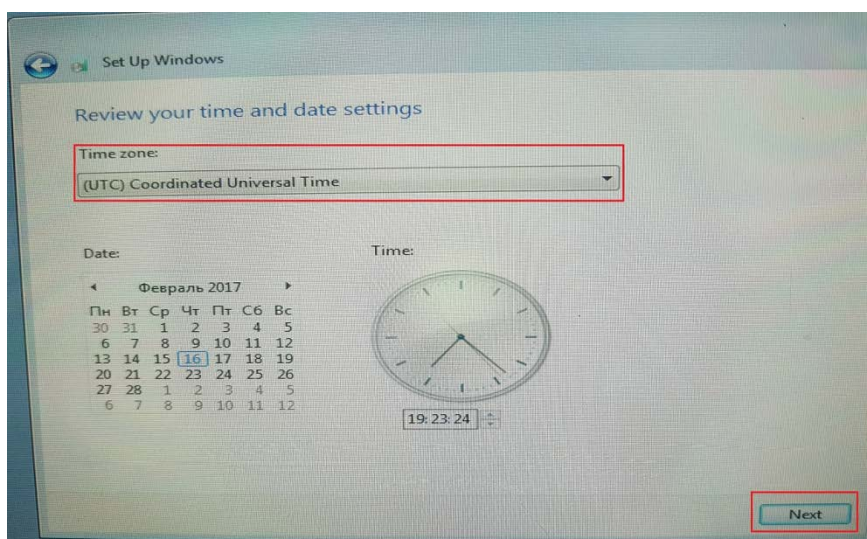 Set Up Windows
Review your time and date settings
Time zone:
(UTC) Coordinated Universal Time
Date:
Time:
Февраль 2017
Пн Вт Ср Чт Пт Сб Вс
30 31 1 2 3 4 5
6 7 8 9 10 11 12
13 14 15 16 17 18 19
20 21 22 23 24 25 26
27 28 1 2 3 4 5
6 7 8 9 10 11 12
19:23:24
Next